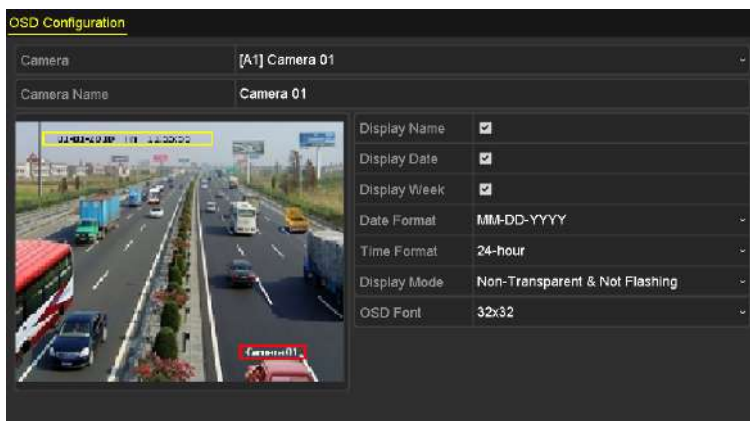 OSD Configuration
Camera [A1] Camera 01
Camera Name Camera 01
Display Name
Display Date
Display Week
Date Format MM-DD-YYYY
Time Format 24-hour
Display Mode Non-Transparent & Not Flashing
OSD Font 32x32
Camera01